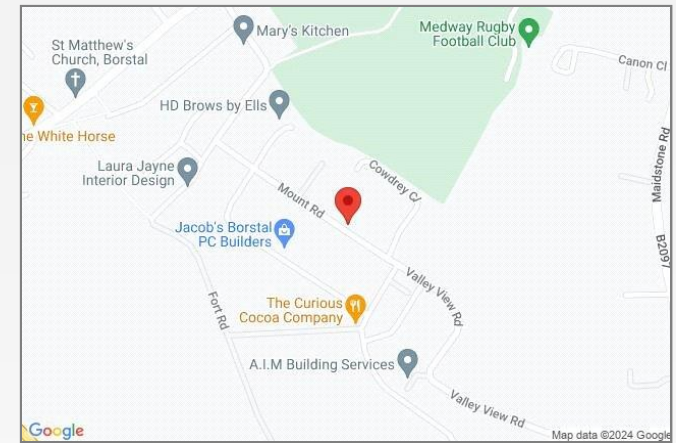 Mary's Kitchen
Medway Rugby
Football Club
St Matthew's
Church, Borstal
Canon Cl
HD Brows by Ells
he White Horse
Maidstone Rd
Laura Jayne
Interior Design
Cowdrey Cl
Mount Rd
Jacob's Borstal
PC Builders
B2097
Valley View Rd
Fort Rd
The Curious
Cocoa Company
A.I.M Building Services
Valley View Rd
Google
Map data ©2024 Google